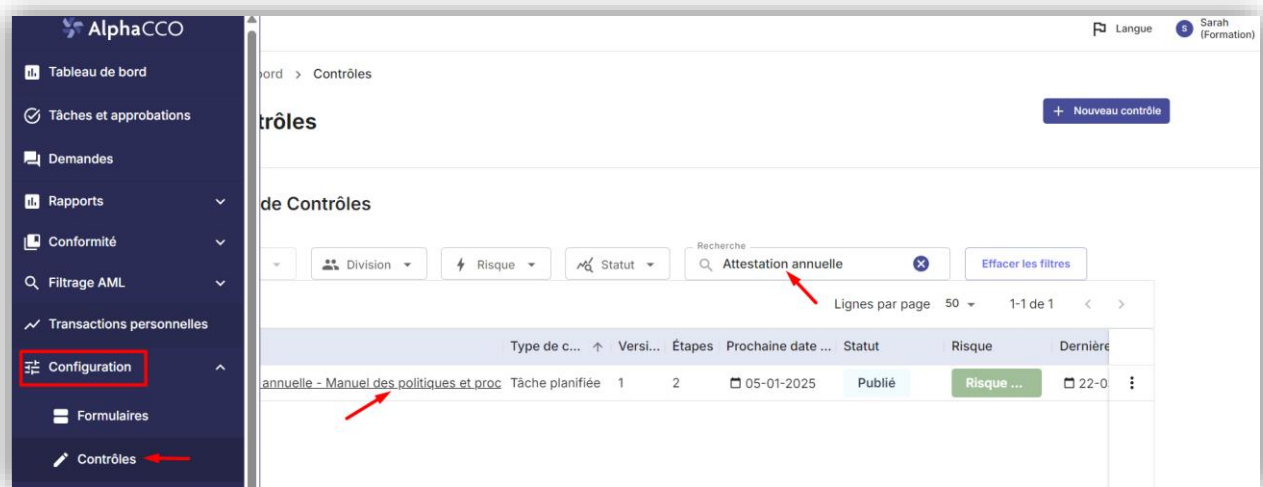 AlphaCCO
Langue
S
Sarah
(Formation)
Tableau de bord
ord > Contrôles
Tâches et approbations
trôles
+ Nouveau contrôle
Demandes
Rapports
de Contrôles
Conformité
Division
Risque
Statut
Recherche
Attestation annuelle
Effacer les filtres
Filtrage AML
Lignes par page 50 1-1 de 1 < >
Transactions personnelles
Type de c... ↑ Versi... Étapes Prochaine date ... Statut Risque Dernière
Configuration
annuelle - Manuel des politiques et proc Tâche planifiée 1 2 05-01-2025 Publié Risque ... 22-0
Formulaires
Contrôles